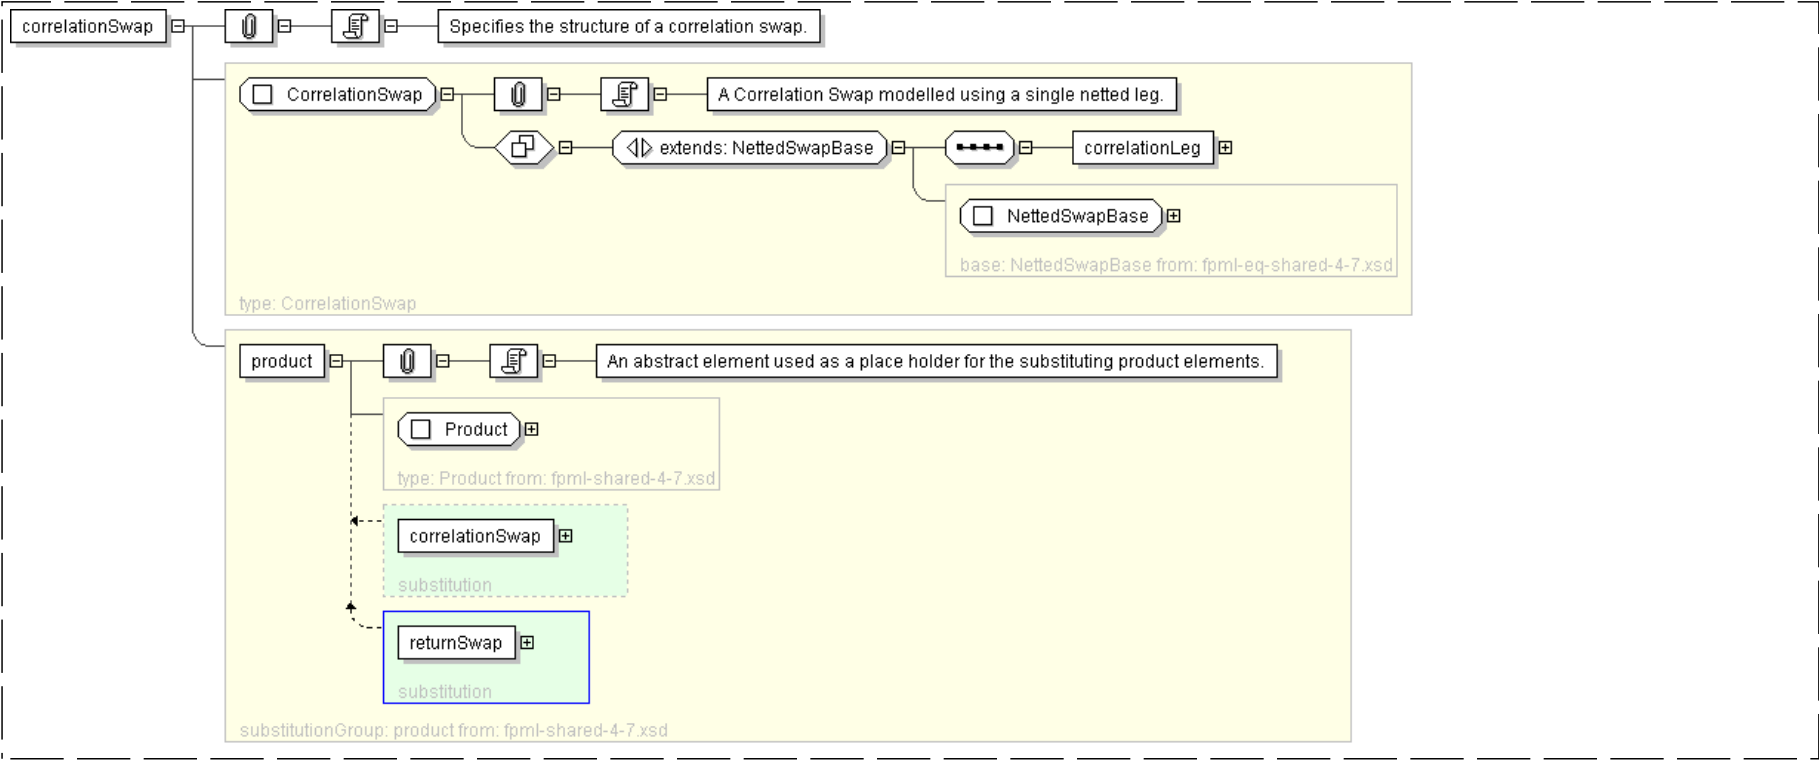 correlationSwap
Specifies the structure of a correlation swap.
CorrelationSwap
A Correlation Swap modelled using a single netted leg.
extends: NettedSwapBase
correlationLeg
NettedSwapBase
base: NettedSwapBase from: fpml-eq-shared-4-7.xsd
type: CorrelationSwap
product
An abstract element used as a place holder for the substituting product elements.
Product
type: Product from: fpml-shared-4-7.xsd
correlationSwap
substitution
returnSwap
substitution
substitutionGroup: product from: fpml-shared-4-7.xsd